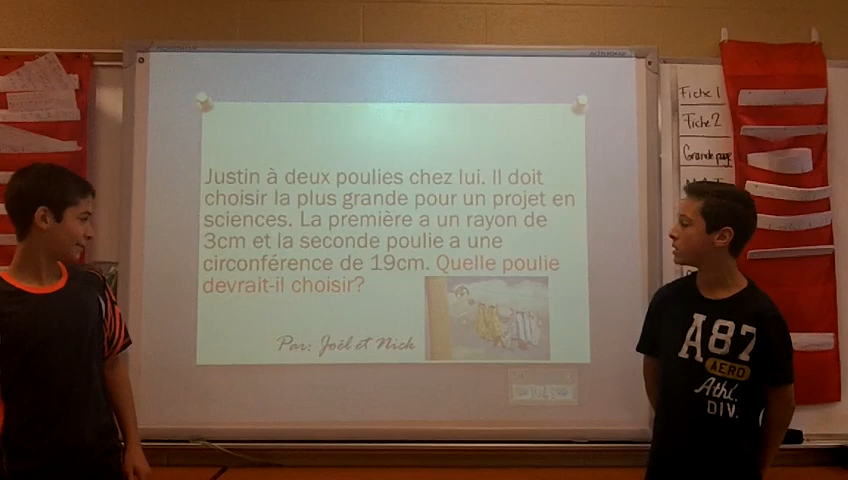 Justin à deux poulies chez lui. Il doit
choisir la plus grande pour un projet en
sciences. La première a un rayon de
3cm et la seconde poulie a une
circonférence de 19cm. Quelle poulie
devrait-il choisir?
Par: Joël et Nick
Fiche 1
Fiche 2
Grande page
A87
AERO
Athl.
DIV.